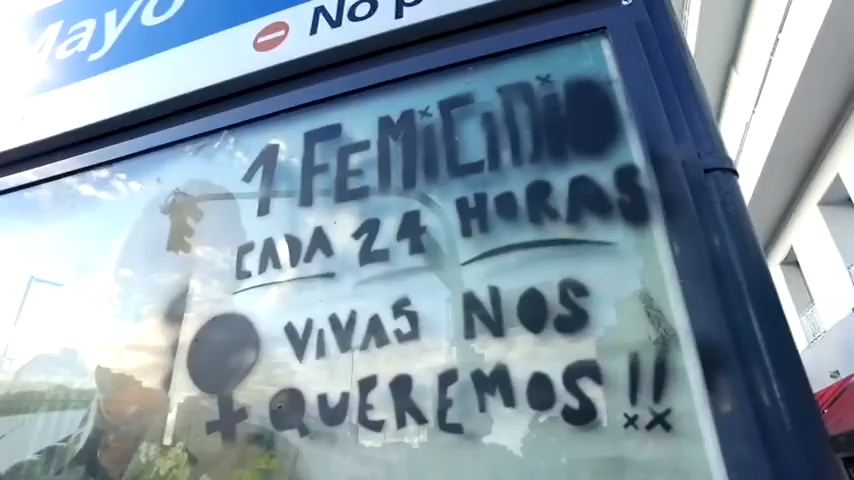 Mayo
No p
1 FEMiCiDiO
CADA 24 HORAS
ViVAS NOS
QUEREMOS!!